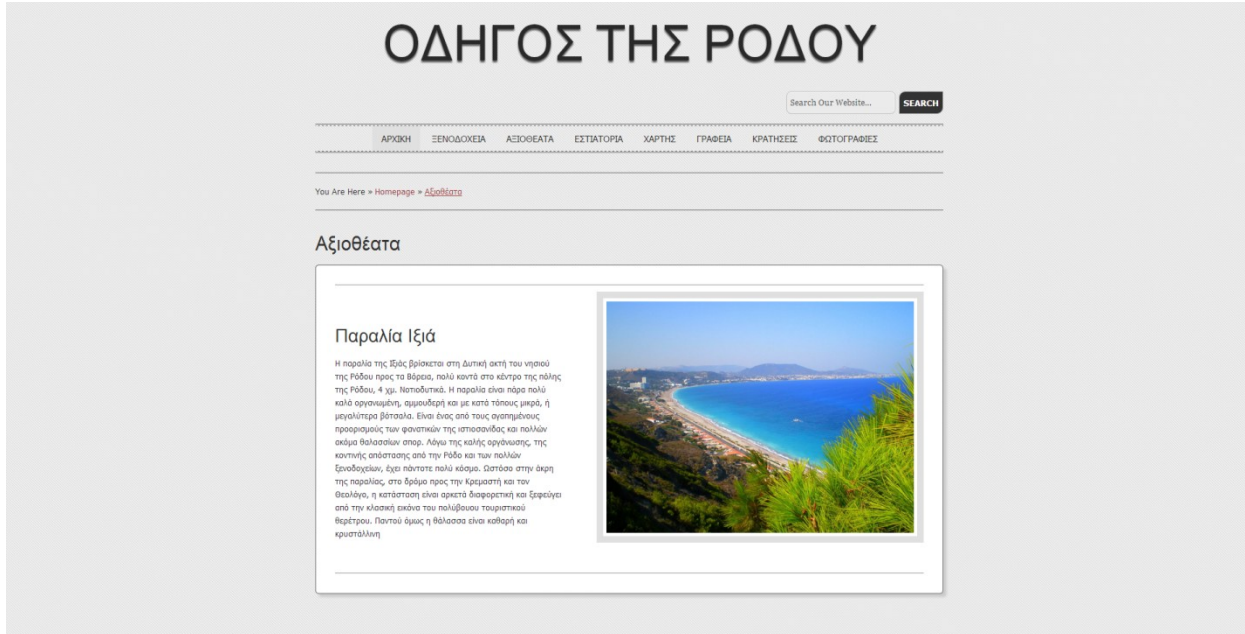 ΟΔΗΓΟΣ ΤΗΣ ΡΟΔΟΥ
Search Our Website... SEARCH
ΑΡΧΙΚΗ ΞΕΝΟΔΟΧΕΙΑ ΑΞΙΟΘΕΑΤΑ ΕΣΤΙΑΤΟΡΙΑ ΧΑΡΤΗΣ ΓΡΑΦΕΙΑ ΚΡΑΤΗΣΕΙΣ ΦΩΤΟΓΡΑΦΙΕΣ
You Are Here » Homepage » Αξιοθέατα
Αξιοθέατα
Παραλία Ιξιά
Η παραλία της Ιξιάς βρίσκεται στη Δυτική ακτή του νησιού
της Ρόδου προς τα Βόρεια, πολύ κοντά στο κέντρο της πόλης
της Ρόδου, 4 χμ. Νοτιοδυτικά. Η παραλία είναι πάρα πολύ
καλά οργανωμένη, αμμουδερή και με κατά τόπους μικρά, ή
μεγαλύτερα βότσαλα. Είναι ένας από τους αγαπημένους
προορισμούς των φανατικών της ιστιοσανίδας και πολλών
ακόμα θαλασσίων σπορ. Λόγω της καλής οργάνωσης, της
κοντινής απόστασης από την Ρόδο και των πολλών
ξενοδοχείων, έχει πάντοτε πολύ κόσμο. Ωστόσο στην άκρη
της παραλίας, στο δρόμο προς την Κρεμαστή και τον
Θεολόγο, η κατάσταση είναι αρκετά διαφορετική και ξεφεύγει
από την κλασική εικόνα του πολύβουου τουριστικού
θερέτρου. Παντού όμως η θάλασσα είναι καθαρή και
κρυστάλλινη